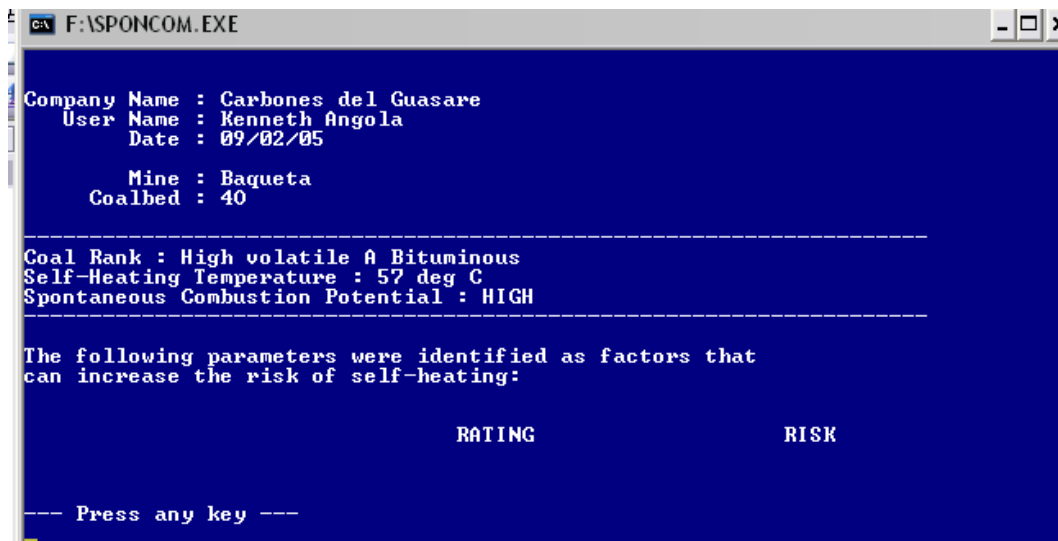 F:\SPONCOM.EXE
Company Name : Carbones del Guasare
User Name : Kenneth Angola
Date : 09/02/05
Mine : Baqueta
Coalbed : 40
Coal Rank : High volatile A Bituminous
Self-Heating Temperature : 57 deg C
Spontaneous Combustion Potential : HIGH
The following parameters were identified as factors that
can increase the risk of self-heating:
RATING RISK
--- Press any key ---